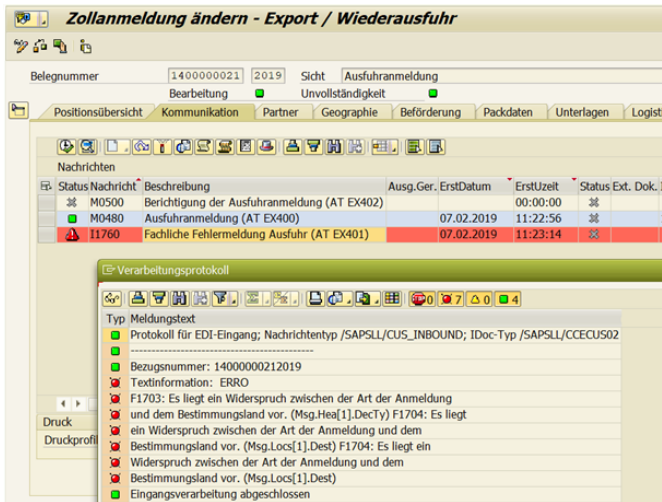 Zollanmeldung ändern - Export / Wiederausfuhr
Belegnummer 1400000021 2019 Sicht Ausfuhranmeldung
Bearbeitung Unvollständigkeit
Positionsübersicht Kommunikation Partner Geographie Beförderung Packdaten Unterlagen Logist
Nachrichten
Status Nachricht Beschreibung Ausg.Ger. ErstDatum ErstUzeit Status Ext. Dok.
M0500 Berichtigung der Ausfuhranmeldung (AT EX402) 00:00:00
M0480 Ausfuhranmeldung (AT EX400) 07.02.2019 11:22:56
I1760 Fachliche Fehlermeldung Ausfuhr (AT EX401) 07.02.2019 11:23:14
Verarbeitungsprotokoll
0 7 0 4
Typ Meldungstext
Protokoll für EDI-Eingang; Nachrichtentyp /SAPSLL/CUS_INBOUND; IDoc-Typ /SAPSLL/CCECUS02
--------------------------------------------
Bezugsnummer: 14000000212019
Textinformation: ERRO
F1703: Es liegt ein Widerspruch zwischen der Art der Anmeldung
und dem Bestimmungsland vor. (Msg.Hea[1].DecTy) F1704: Es liegt
ein Widerspruch zwischen der Art der Anmeldung und dem
Bestimmungsland vor. (Msg.Locs[1].Dest) F1704: Es liegt ein
Widerspruch zwischen der Art der Anmeldung und dem
Bestimmungsland vor. (Msg.Locs[1].Dest)
Eingangsverarbeitung abgeschlossen
Druck
Druckprofil